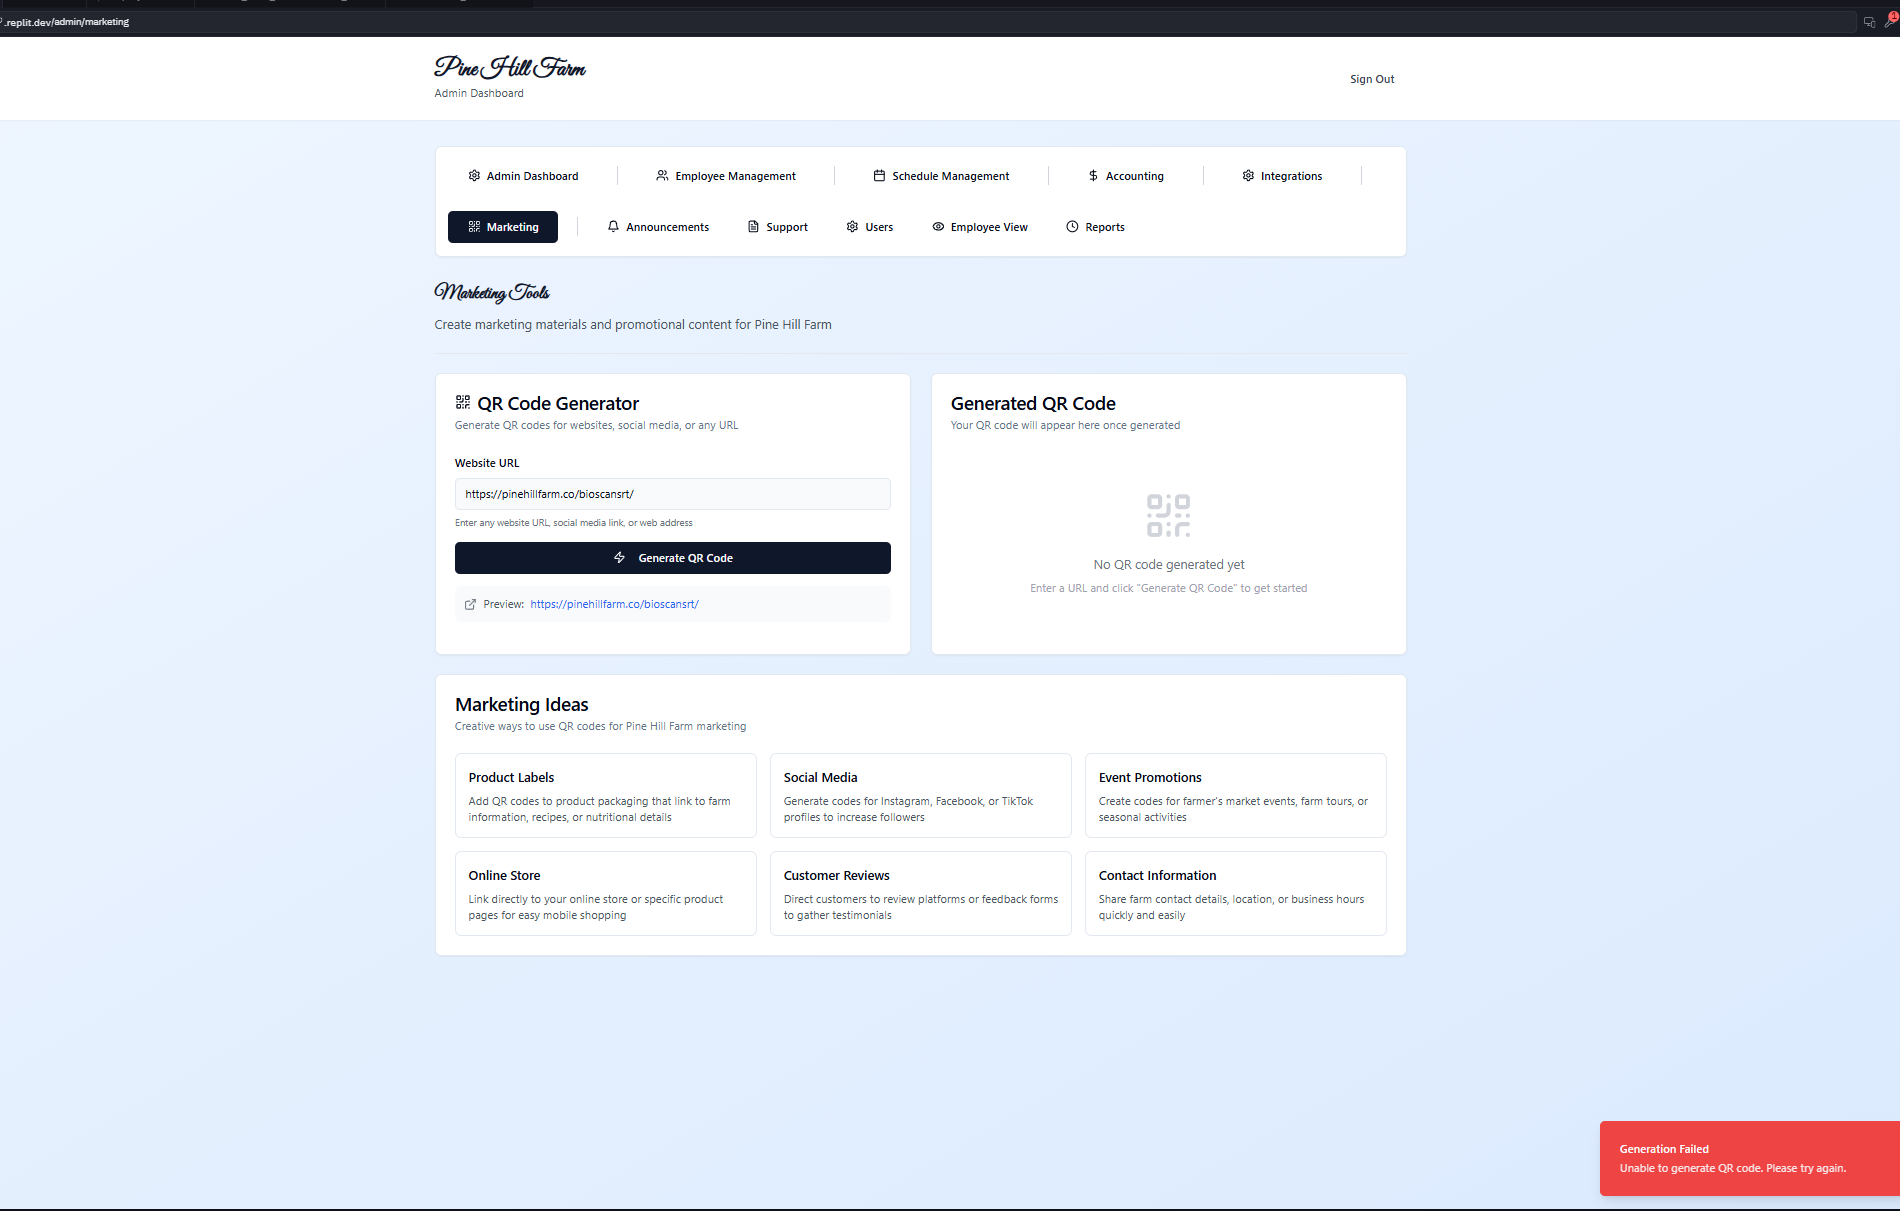 .replit.dev/admin/marketing
1
Pine Hill Farm
Admin Dashboard
Sign Out
Admin Dashboard
Employee Management
Schedule Management
Accounting
Integrations
Marketing
Announcements
Support
Users
Employee View
Reports
Marketing Tools
Create marketing materials and promotional content for Pine Hill Farm
QR Code Generator
Generate QR codes for websites, social media, or any URL
Website URL
https://pinehillfarm.co/bioscansrt/
Enter any website URL, social media link, or web address
Generate QR Code
Preview: https://pinehillfarm.co/bioscansrt/
Generated QR Code
Your QR code will appear here once generated
No QR code generated yet
Enter a URL and click "Generate QR Code" to get started
Marketing Ideas
Creative ways to use QR codes for Pine Hill Farm marketing
Product Labels
Add QR codes to product packaging that link to farm
information, recipes, or nutritional details
Social Media
Generate codes for Instagram, Facebook, or TikTok
profiles to increase followers
Event Promotions
Create codes for farmer's market events, farm tours, or
seasonal activities
Online Store
Link directly to your online store or specific product
pages for easy mobile shopping
Customer Reviews
Direct customers to review platforms or feedback forms
to gather testimonials
Contact Information
Share farm contact details, location, or business hours
quickly and easily
Generation Failed
Unable to generate QR code. Please try again.